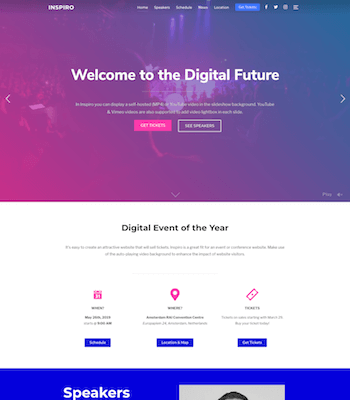 INSPIRO
Home Speakers Schedule News Location Get Tickets
Welcome to the Digital Future
In Inspiro you can display a self-hosted (MP4) or YouTube video in the slideshow background. YouTube
& Vimeo videos are also supported to add video lightbox in each slide.
GET TICKETS SEE SPEAKERS
Play
Digital Event of the Year
It's easy to create an attractive website that will sell tickets. Inspiro is a great fit for an event or conference website. Make use
of the auto-playing video background to enhance the impact of website visitors.
WHEN?
WHERE?
TICKETS
May 26th, 2019
starts at 9:00 AM
Amsterdam RAI Convention Centre
Europaplein 24, Amsterdam, Netherlands
Tickets on sales starting with March 09.
Buy your ticket today!
Schedule
Location & Map
Get Tickets
Speakers